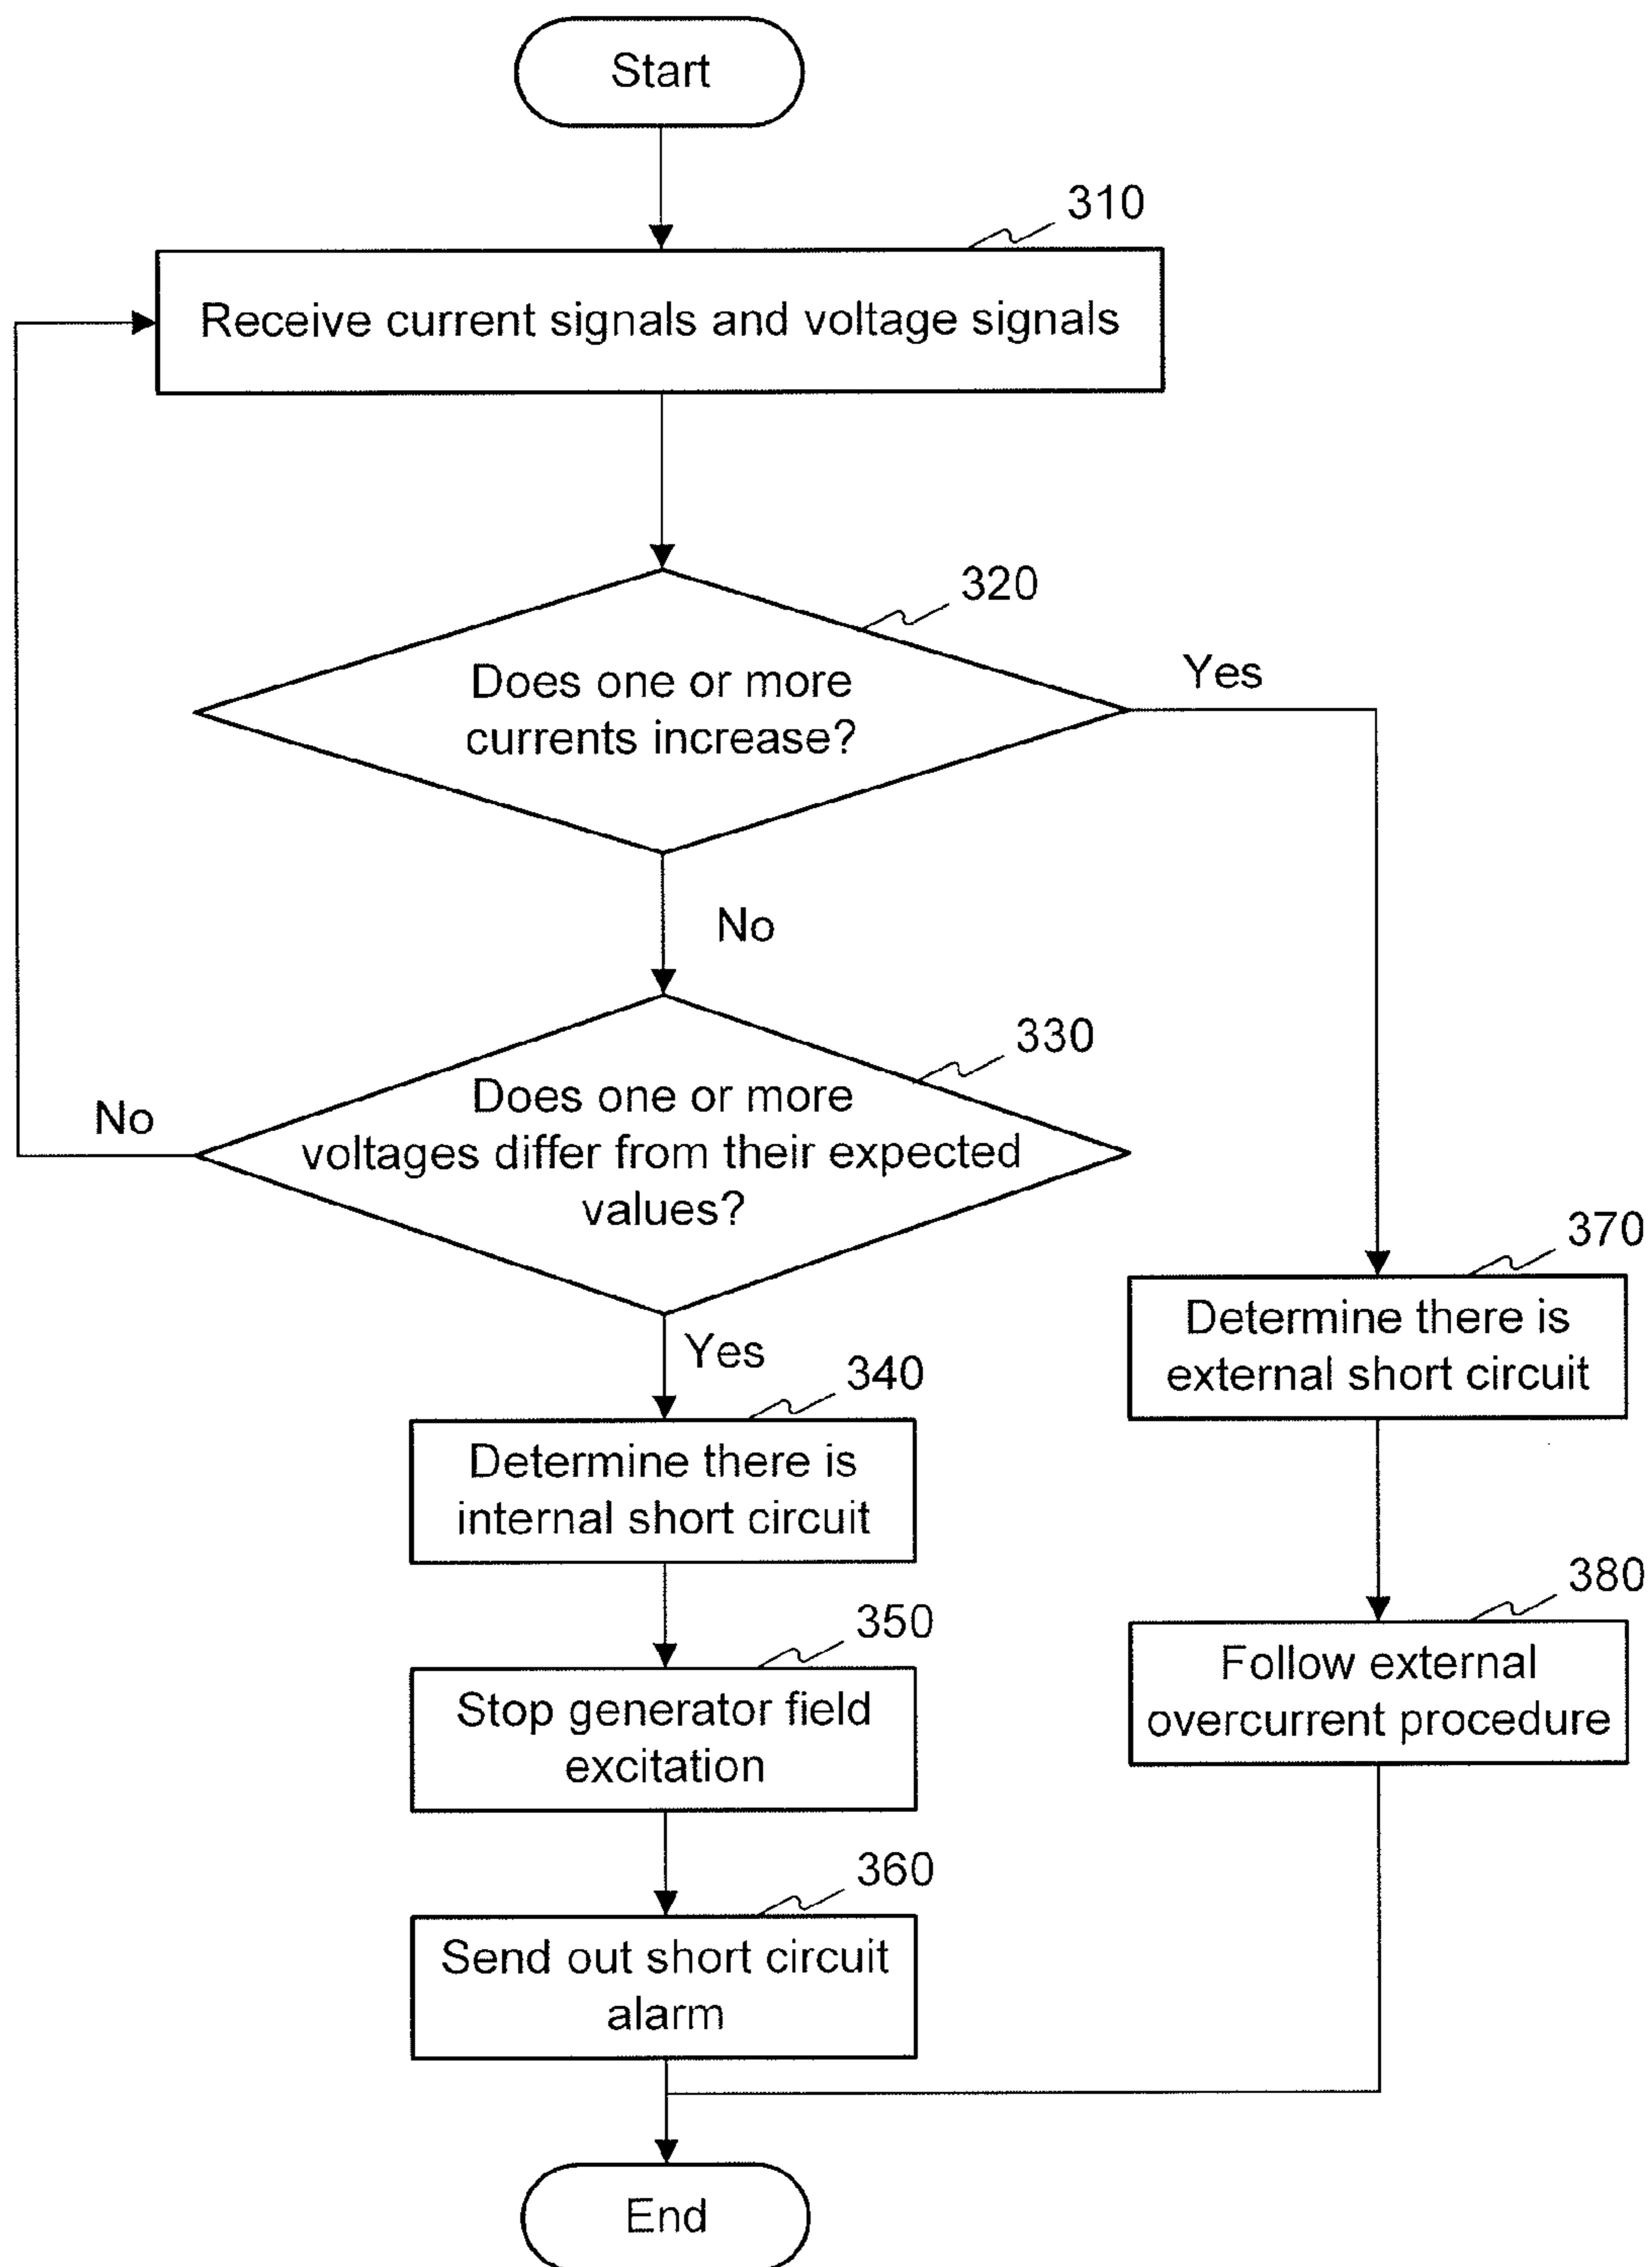 Start
310
Receive current signals and voltage signals
320
Does one or more
currents increase?
Yes
No
330
Does one or more
voltages differ from their expected
values?
No
Yes
340
Determine there is
internal short circuit
350
Stop generator field
excitation
360
Send out short circuit
alarm
370
Determine there is
external short circuit
380
Follow external
overcurrent procedure
End